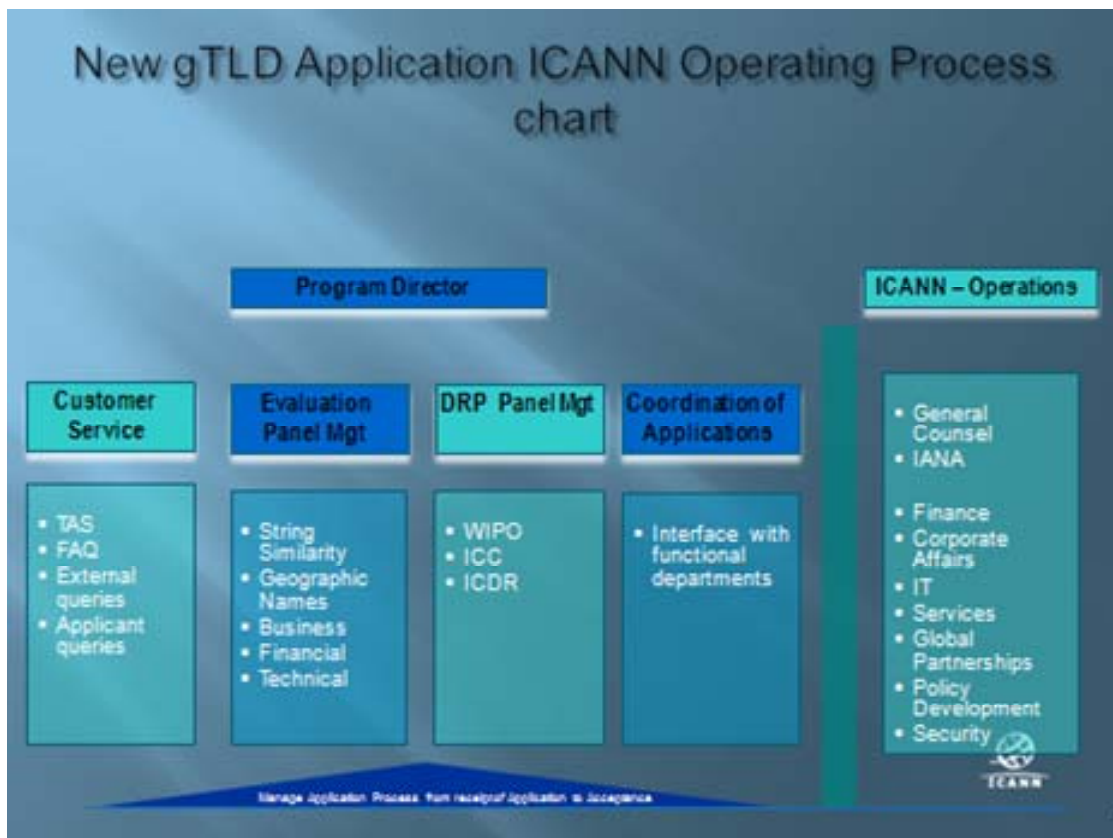 New gTLD Application ICANN Operating Process
chart
Program Director
ICANN – Operations
Customer
Service
Evaluation
Panel Mgt
DRP Panel Mgt
Coordination of
Applications
▪ TAS
▪ FAQ
▪ External
queries
▪ Applicant
queries
▪ String
Similarity
▪ Geographic
Names
▪ Business
▪ Financial
▪ Technical
▪ WIPO
▪ ICC
▪ ICDR
▪ Interface with
functional
departments
▪ General
Counsel
▪ IANA
▪ Finance
▪ Corporate
Affairs
▪ IT
▪ Services
▪ Global
Partnerships
▪ Policy
Development
▪ Security
ICANN
Manage Application Process from receipt of Application to Acceptance